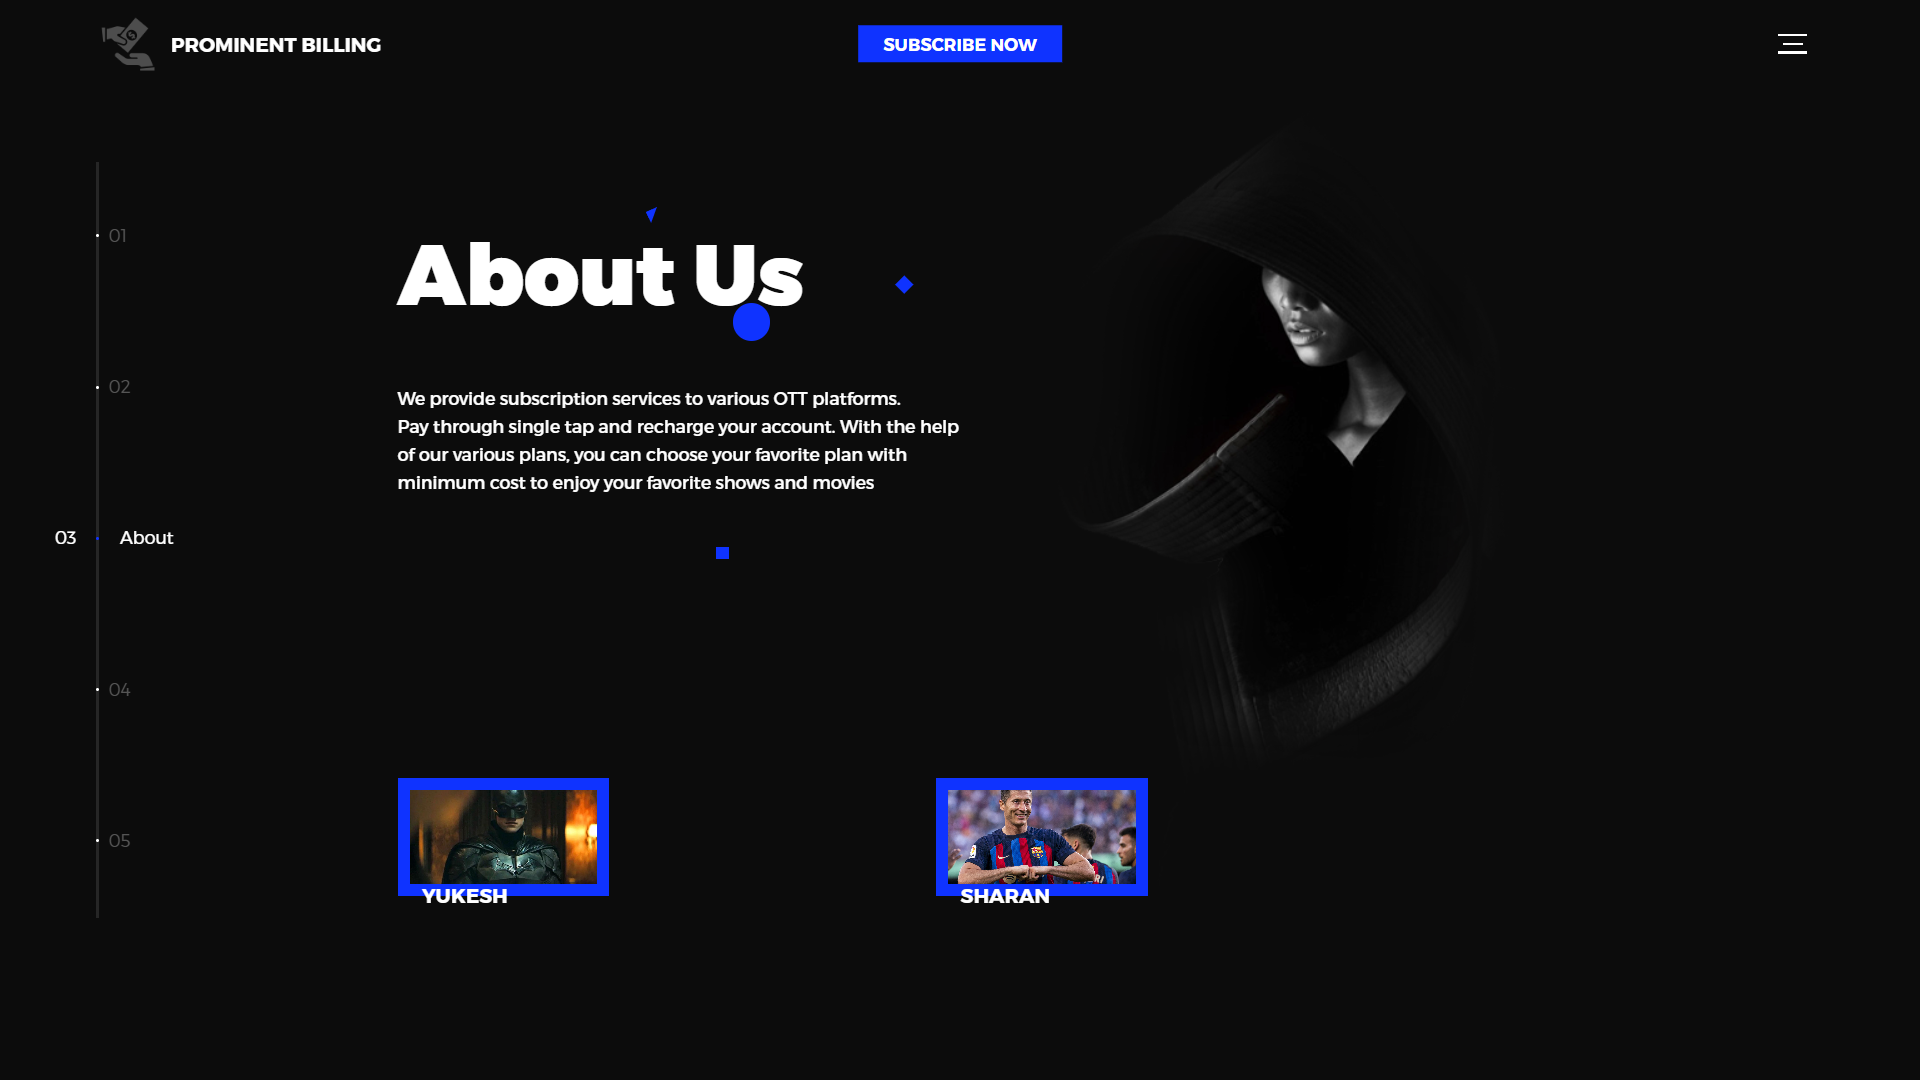 PROMINENT BILLING
SUBSCRIBE NOW
01
About Us
02
We provide subscription services to various OTT platforms.
Pay through single tap and recharge your account. With the help
of our various plans, you can choose your favorite plan with
minimum cost to enjoy your favorite shows and movies
03
About
04
05
YUKESH
SHARAN